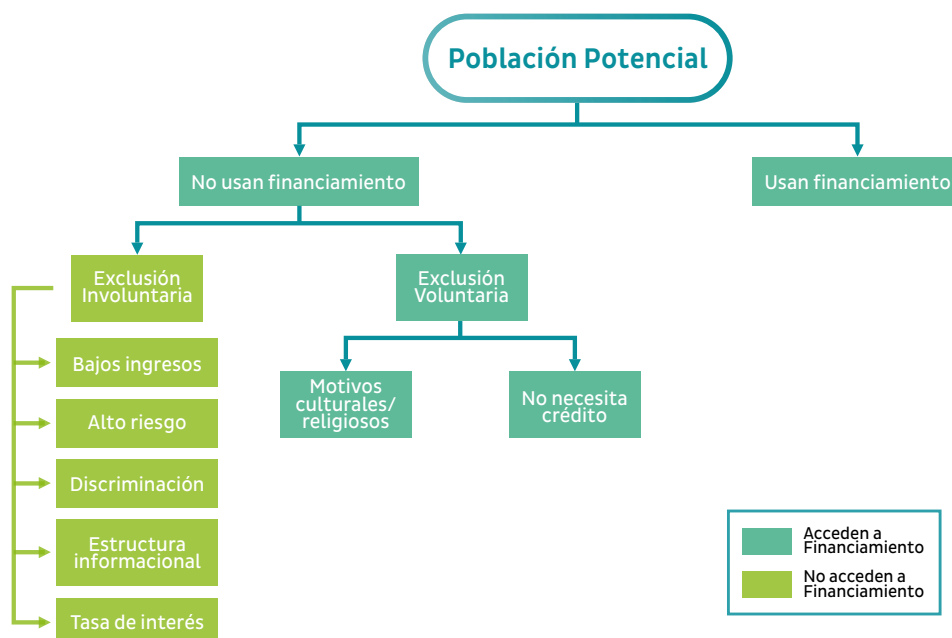 Población Potencial
No usan financiamiento
Usan financiamiento
Exclusión
Involuntaria
Exclusión
Voluntaria
Bajos ingresos
Alto riesgo
Discriminación
Estructura
informacional
Tasa de interés
Motivos
culturales/
religiosos
No necesita
crédito
Acceden a
Financiamiento
No acceden a
Financiamiento